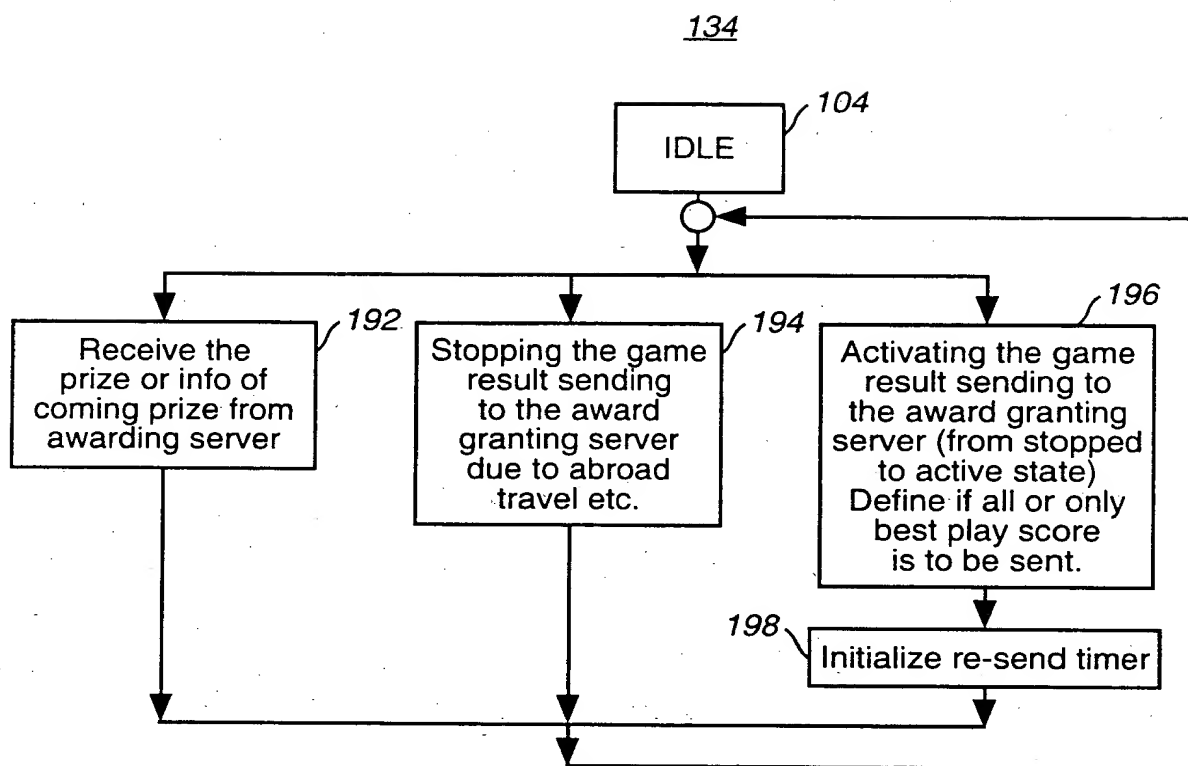 134
104
IDLE
192
Receive the
prize or info of
coming prize from
awarding server
194
Stopping the game
result sending
to the award
granting server
due to abroad
travel etc.
196
Activating the game
result sending to
the award granting
server (from stopped
to active state)
Define if all or only
best play score
is to be sent.
198
Initialize re-send timer